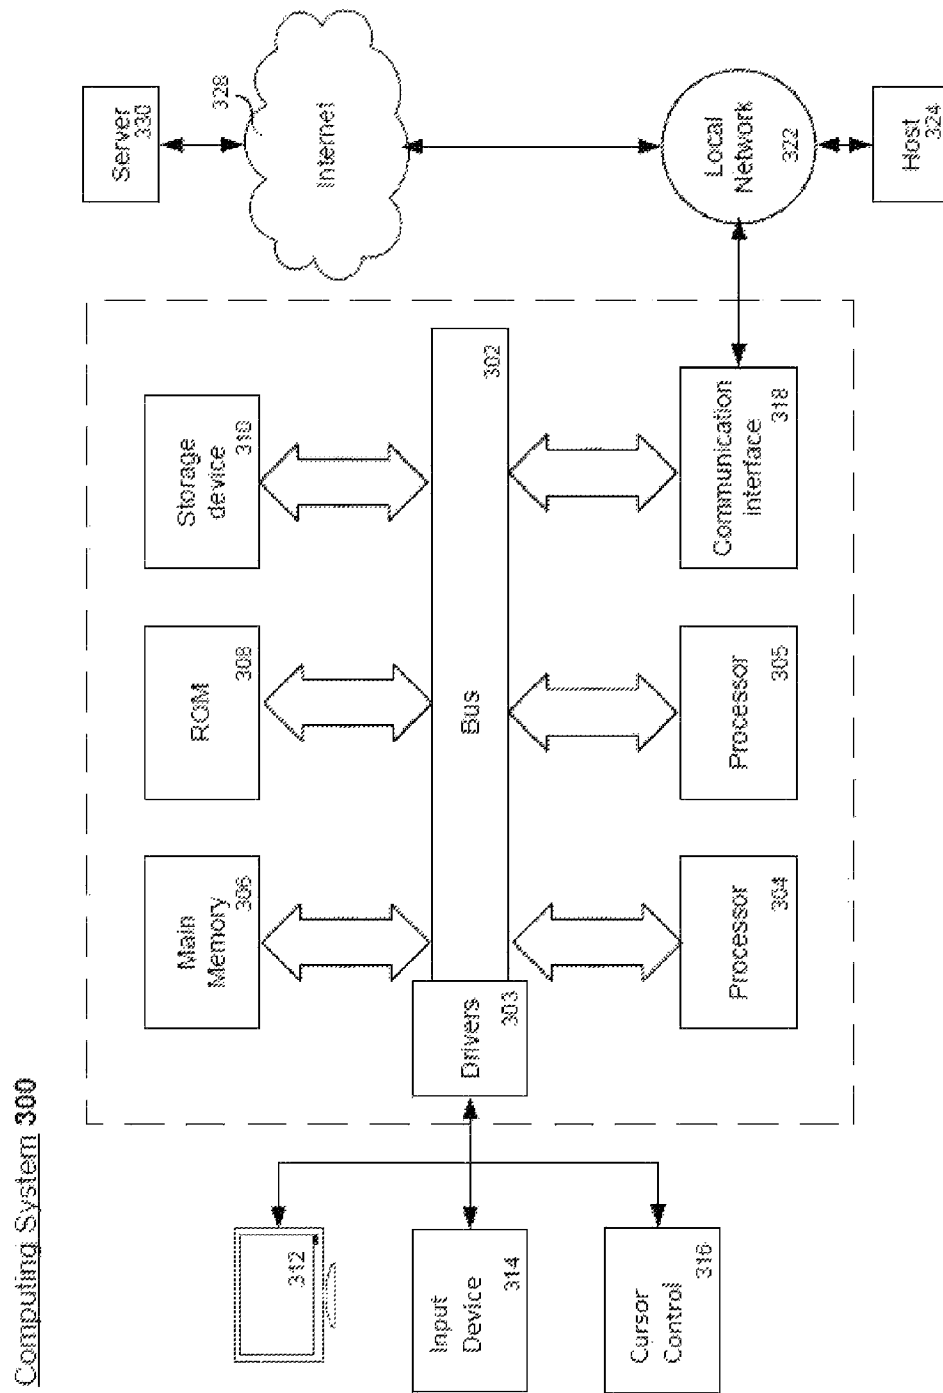 Computing System 300
312
Input
Device
314
Cursor
Control
316
Main
Memory
306
ROM
308
Storage
device
310
Drivers
303
Bus
302
Processor
304
Processor
305
Communication
interface
318
Server
330
328
Internet
Local
Network
322
Host
324